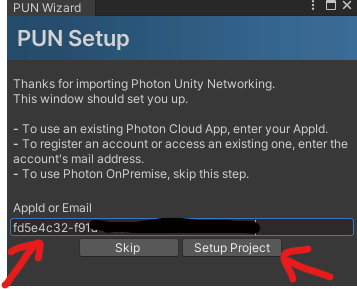 PUN Wizard
PUN Setup
Thanks for importing Photon Unity Networking.
This window should set you up.
- To use an existing Photon Cloud App, enter your AppId.
- To register an account or access an existing one, enter the
account's mail address.
- To use Photon OnPremise, skip this step.
AppId or Email
fd5e4c32-f91d
Skip Setup Project